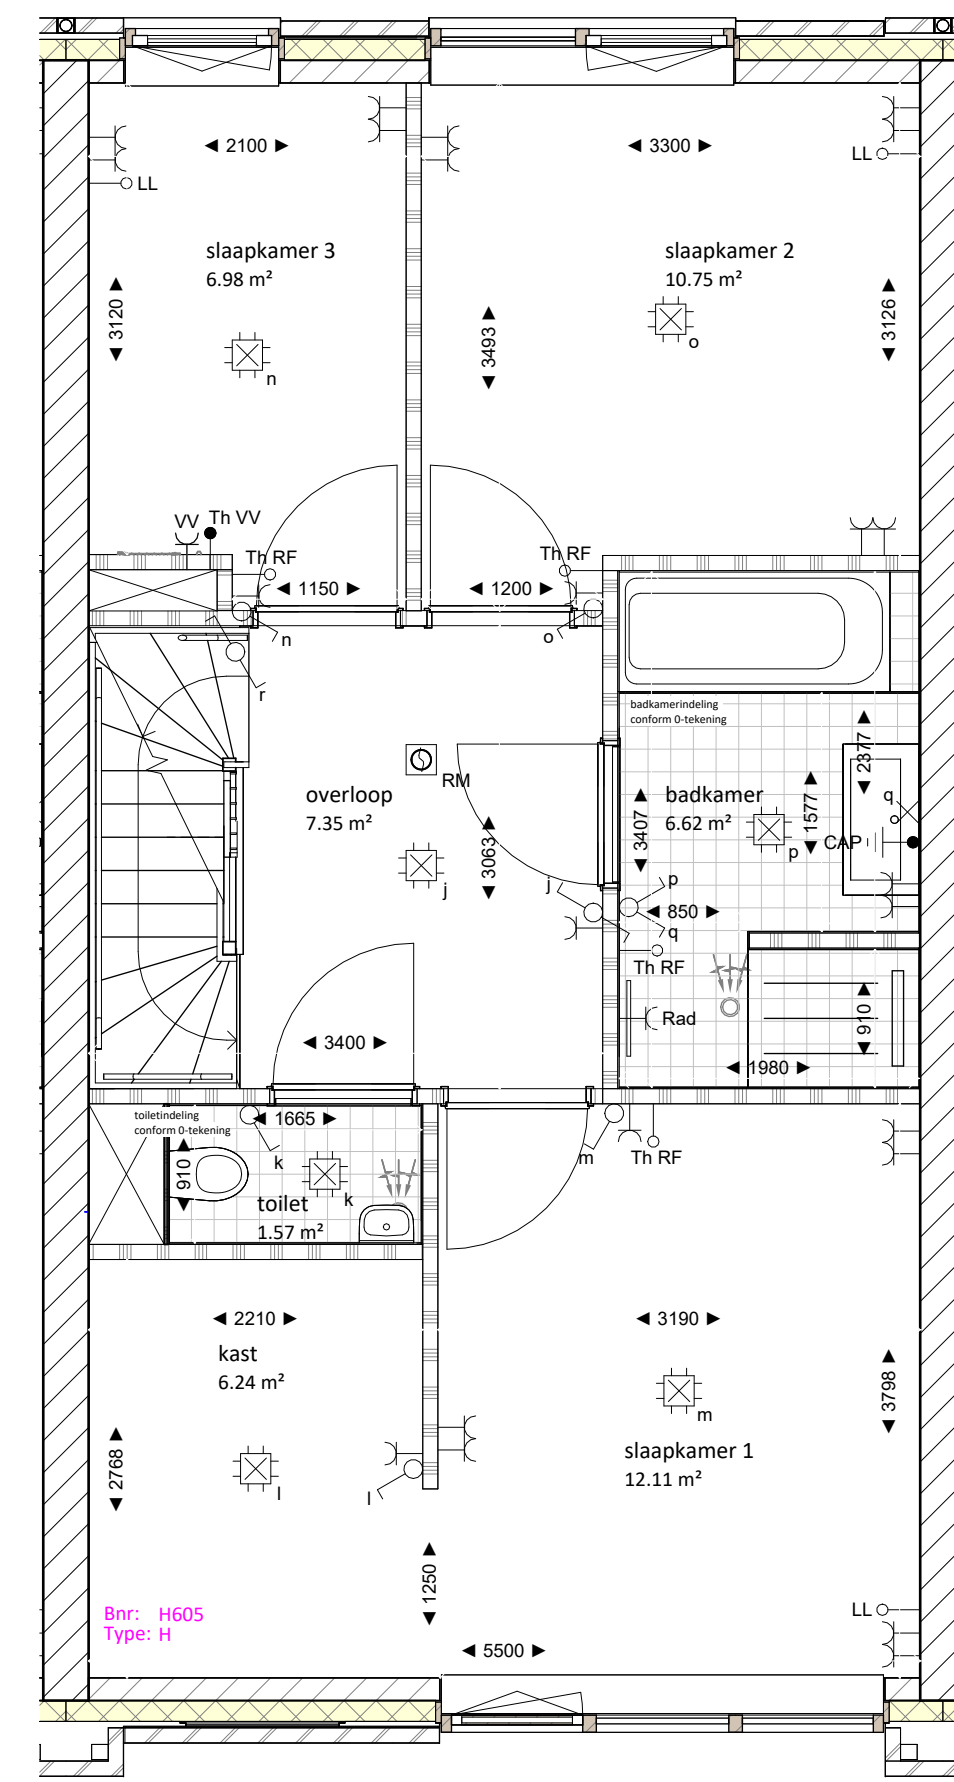 2100
3300
LL
LL
slaapkamer 3
6.98 m²
slaapkamer 2
10.75 m²
3120
3493
3126
n
o
VV
Th VV
Th RF
Th RF
1150
1200
n
o
r
badkamerindeling
conform 0-tekening
2377
RM
overloop
7.35 m²
badkamer
6.62 m²
3407
1577
q
3063
p
CAP
j
j
p
850
q
Th RF
Rad
910
3400
1980
toiletindeling
conform 0-tekening
1665
910
k
k
m
Th RF
toilet
1.57 m²
2210
3190
kast
6.24 m²
3798
m
slaapkamer 1
12.11 m²
2768
l
l
1250
Bnr: H605
Type: H
LL
5500